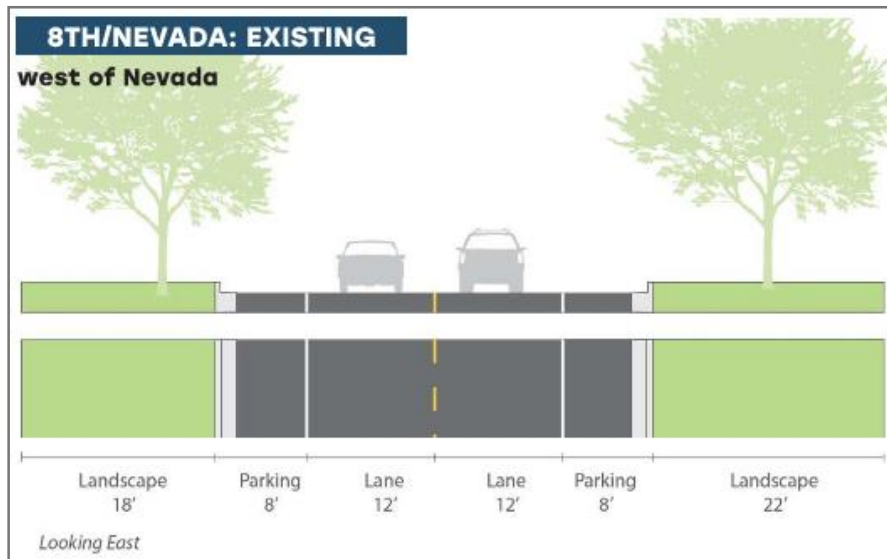 8TH/NEVADA: EXISTING
west of Nevada
Landscape Parking Lane Lane Parking Landscape
18' 8' 12' 12' 8' 22'
Looking East